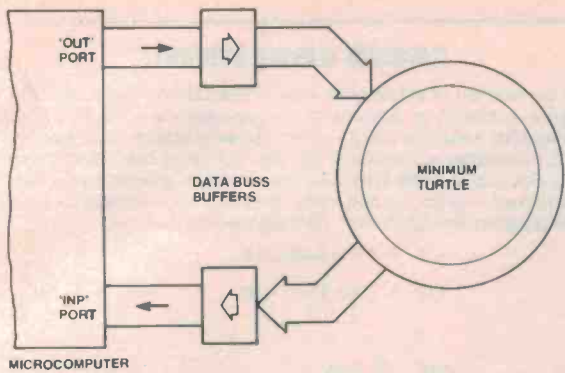 'OUT'
PORT
DATA BUSS
BUFFERS
MINIMUM
TURTLE
'INP'
PORT
MICROCOMPUTER